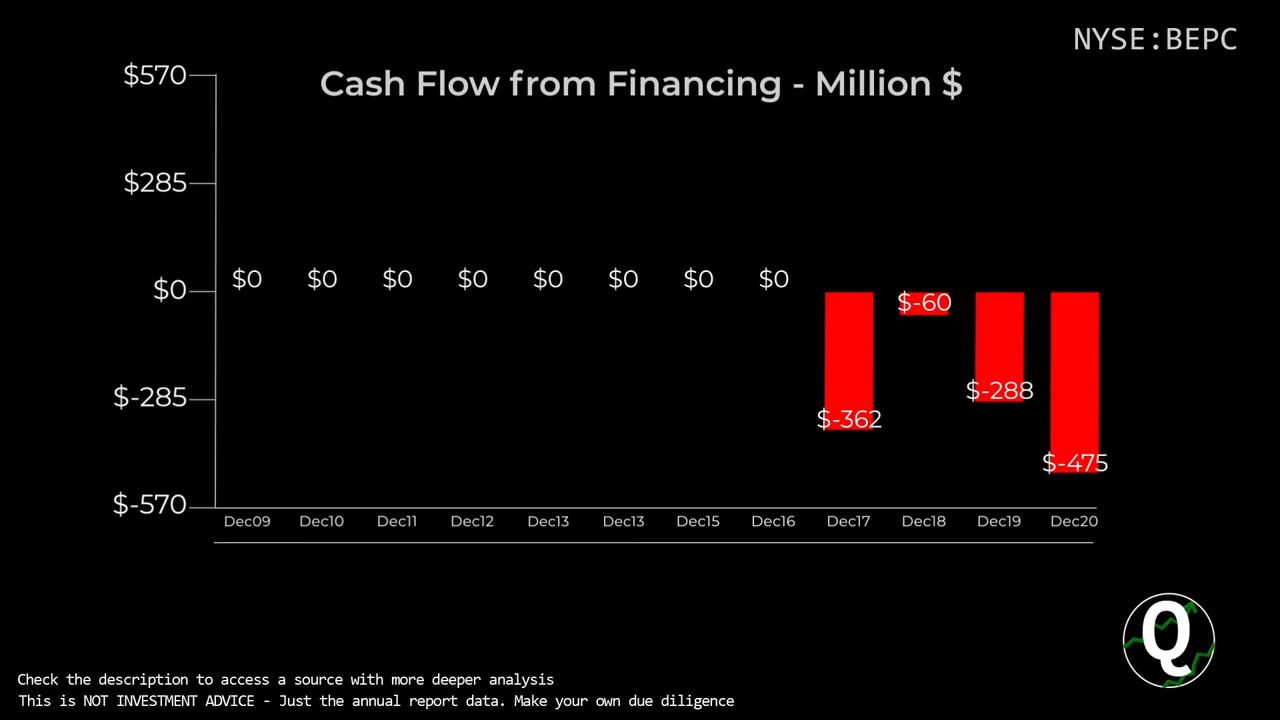 NYSE:BEPC
Cash Flow from Financing - Million $
$570
$285
$0
$-285
$-570
$0 $0 $0 $0 $0 $0 $0 $0
$-60
$-288
$-362
$-475
Dec09 Dec10 Dec11 Dec12 Dec13 Dec13 Dec15 Dec16 Dec17 Dec18 Dec19 Dec20
Q
Check the description to access a source with more deeper analysis
This is NOT INVESTMENT ADVICE - Just the annual report data. Make your own due diligence